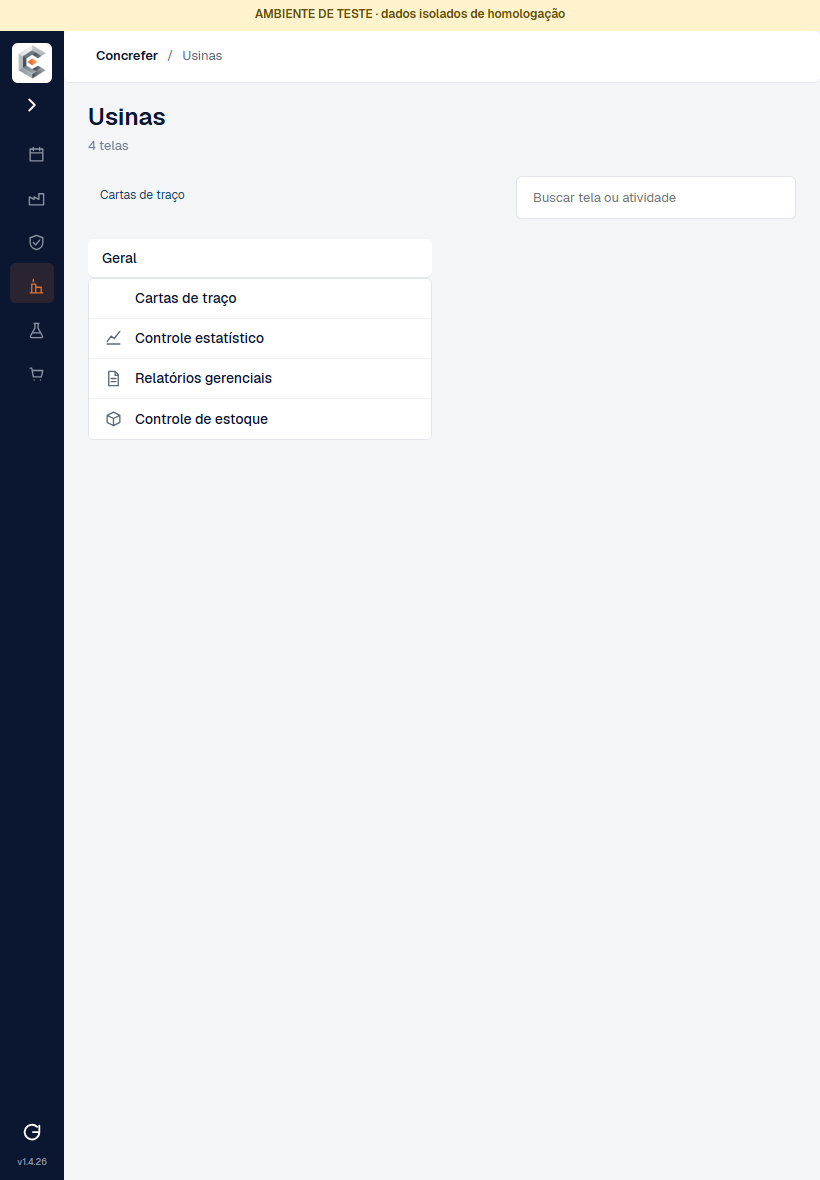 AMBIENTE DE TESTE · dados isolados de homologação
Concrefer / Usinas
Usinas
4 telas
Cartas de traço
Buscar tela ou atividade
Geral
Cartas de traço
Controle estatístico
Relatórios gerenciais
Controle de estoque
v1.4.26